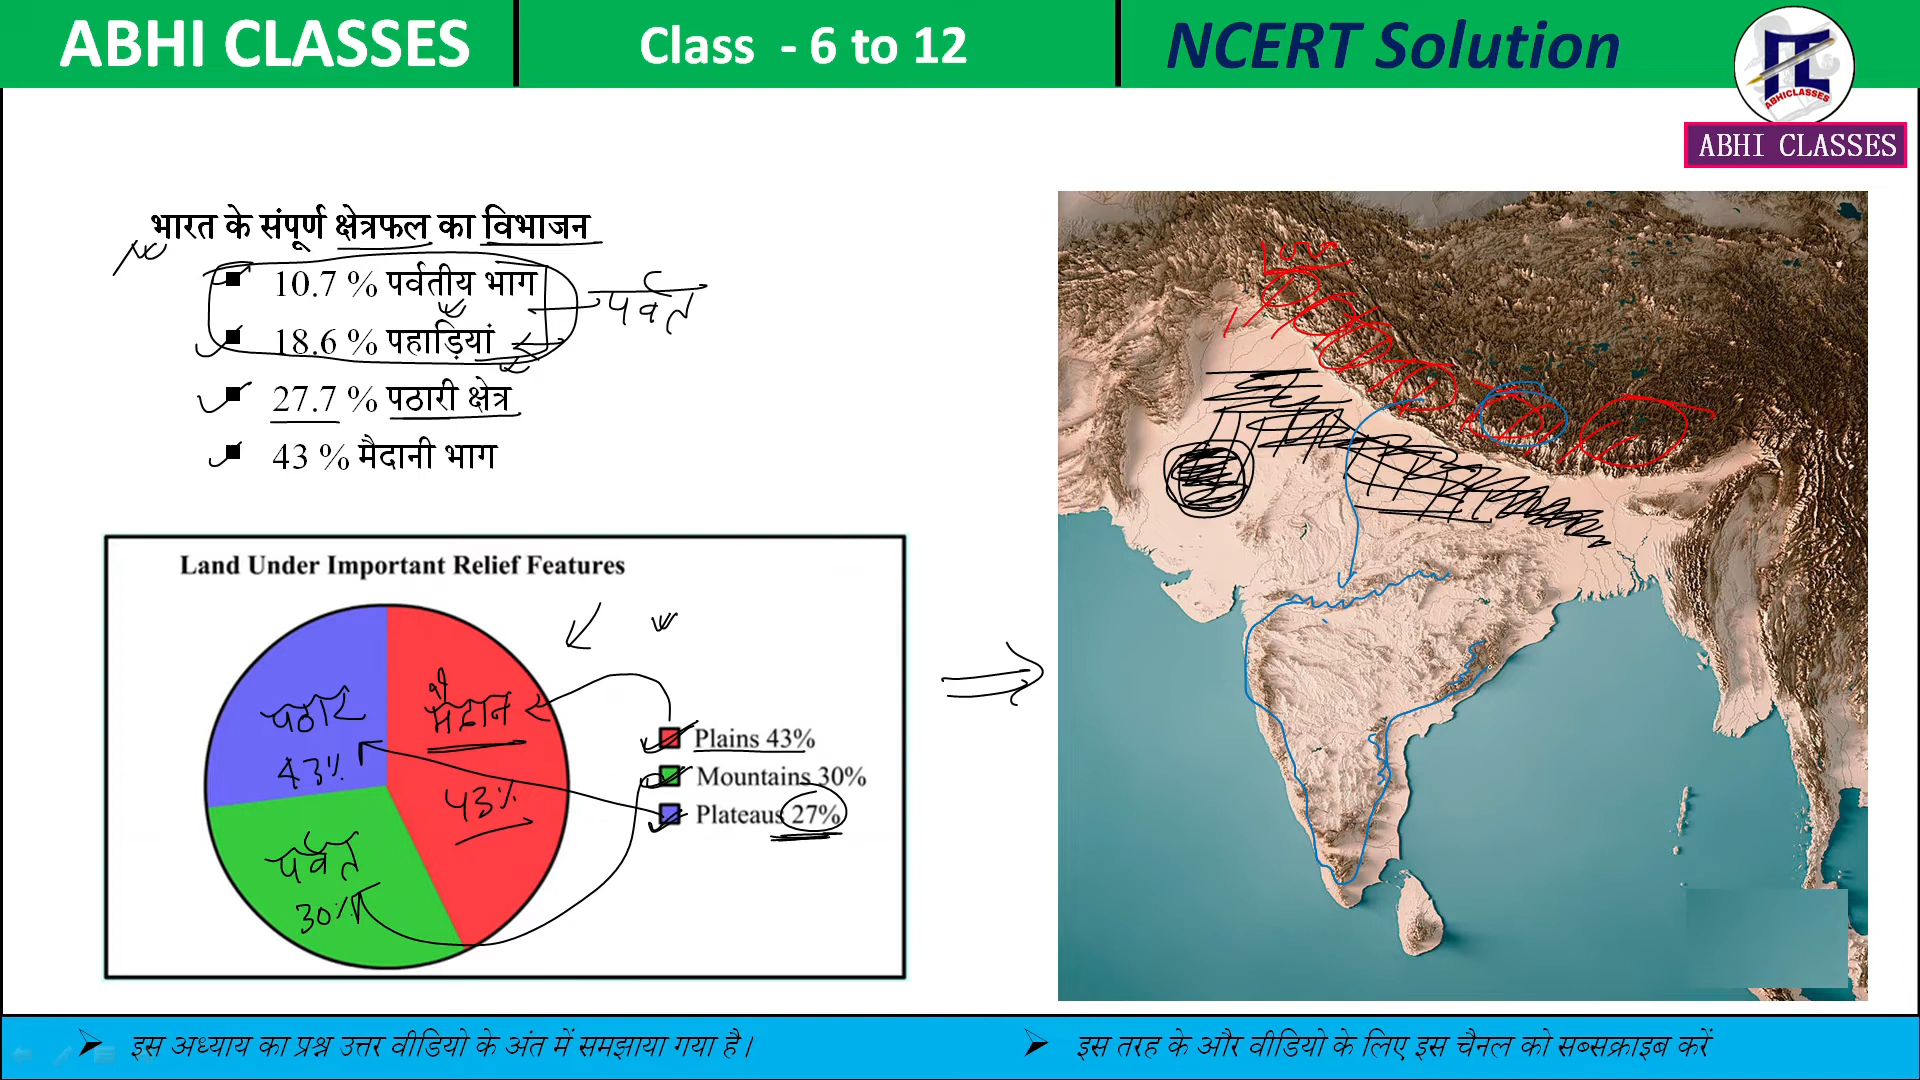 ABHI CLASSES
Class - 6 to 12
NCERT Solution
ABHICLASSES
ABHI CLASSES
भारत के संपूर्ण क्षेत्रफल का विभाजन
10.7 % पर्वतीय भाग
18.6 % पहाड़ियां
पर्वत
27.7 % पठारी क्षेत्र
43 % मैदानी भाग
Land Under Important Relief Features
पठार
43%
मैदान
43%
पर्वत
30%
Plains 43%
Mountains 30%
Plateaus 27%
इस अध्याय का प्रश्न उत्तर वीडियो के अंत में समझाया गया है।
इस तरह के और वीडियो के लिए इस चैनल को सब्सक्राइब करें